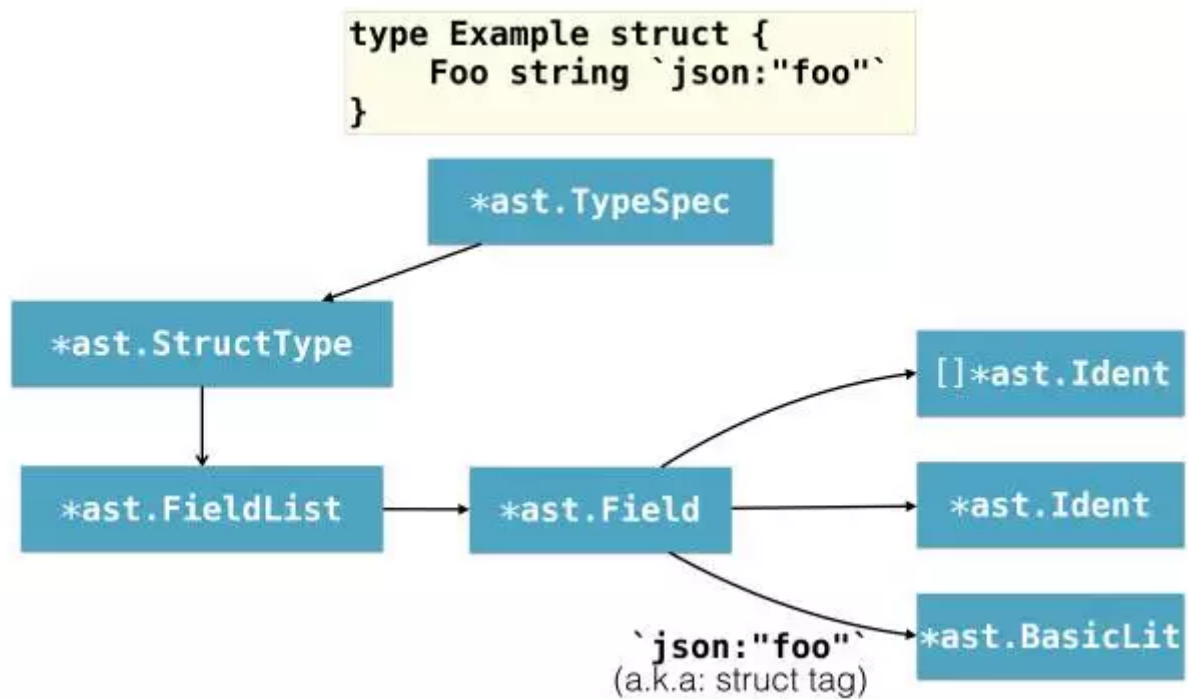 type Example struct {
    Foo string `json:"foo"`
}
*ast.TypeSpec
*ast.StructType
[]*ast.Ident
*ast.FieldList
*ast.Field
*ast.Ident
*ast.BasicLit
`json:"foo"`
(a.k.a: struct tag)